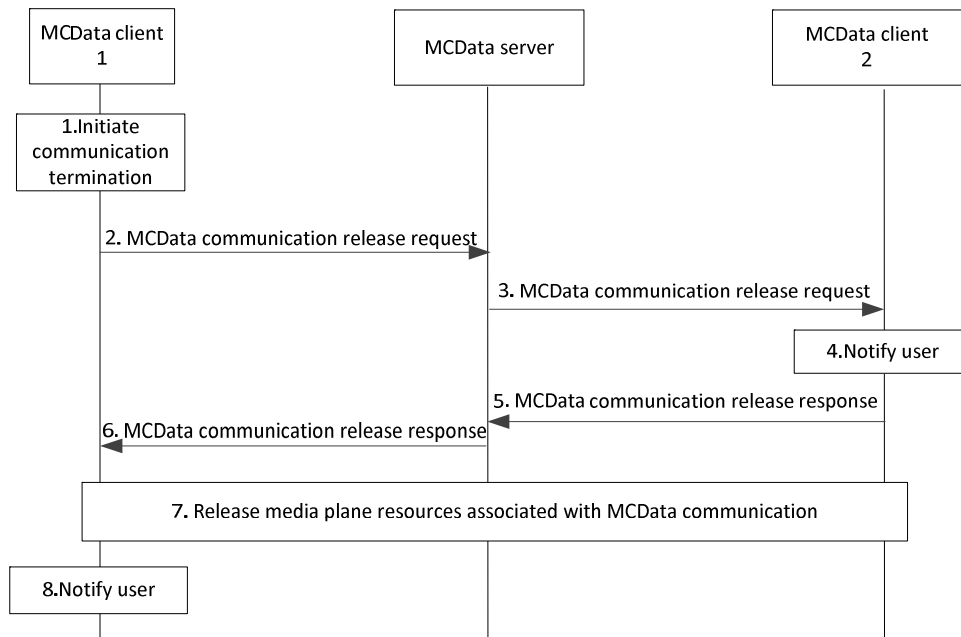 MCData client
1
MCData server
MCData client
2
1.Initiate
communication
termination
2. MCData communication release request
3. MCData communication release request
4.Notify user
5. MCData communication release response
6. MCData communication release response
7. Release media plane resources associated with MCData communication
8.Notify user